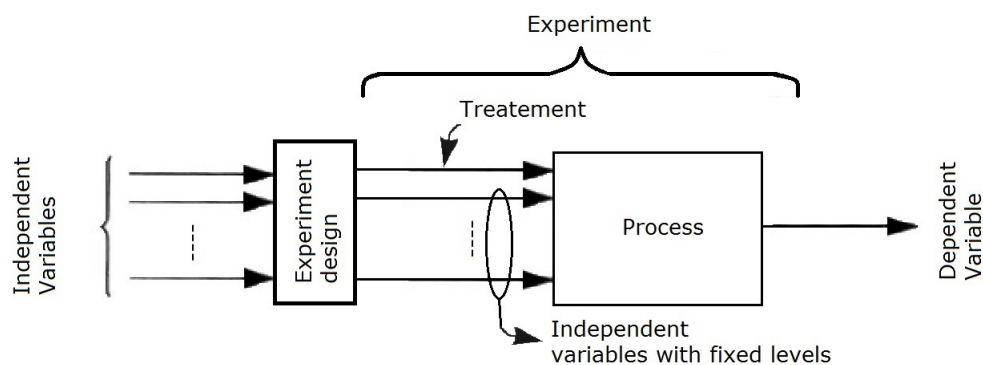 Experiment
Treatement
Independent
Variables
Experiment
design
Process
Dependent
Variable
Independent
variables with fixed levels